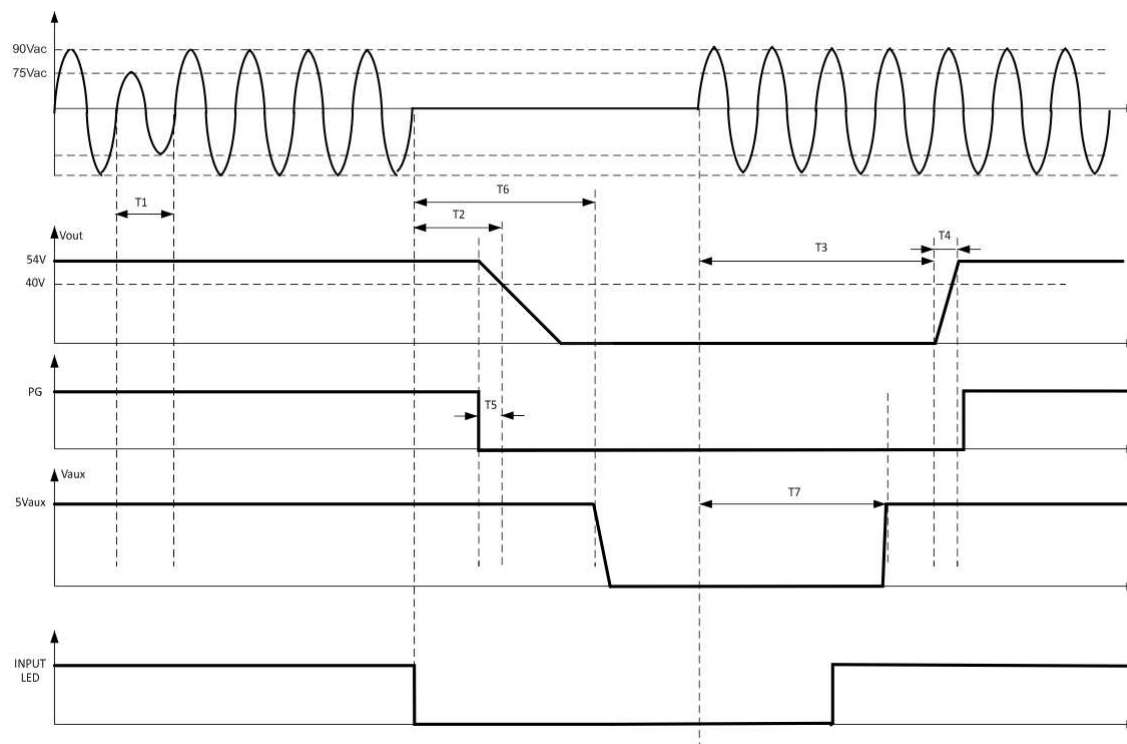 90Vac
75Vac
T1
T6
T2
Vout
54V
40V
T3
T4
PG
T5
Vaux
5Vaux
T7
INPUT
LED